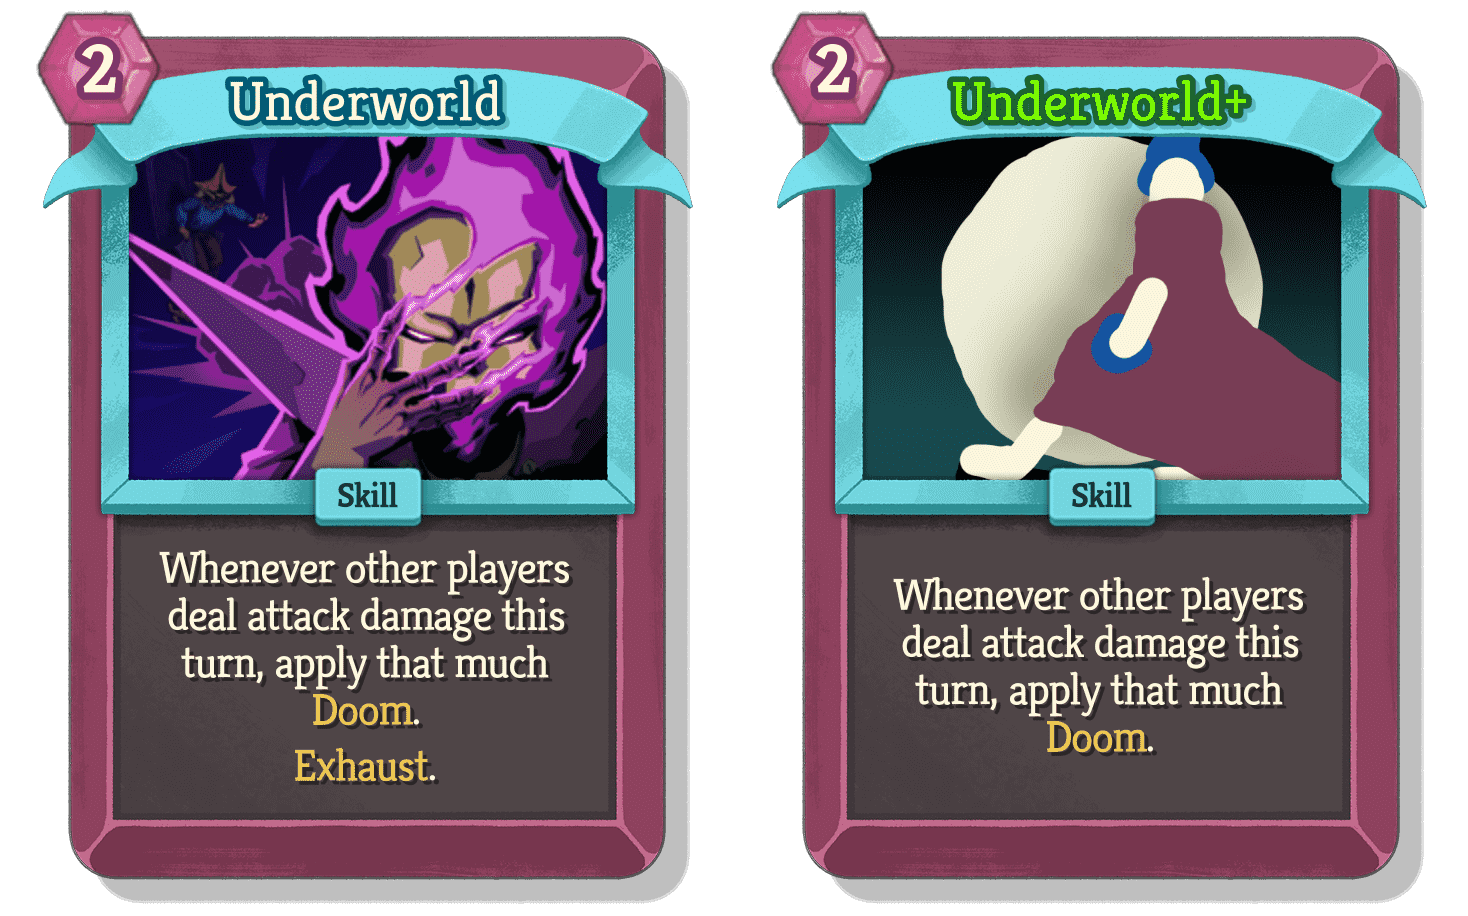 2
Underworld
Skill
Whenever other players
deal attack damage this
turn, apply that much
Doom.
Exhaust.
2
Underworld+
Skill
Whenever other players
deal attack damage this
turn, apply that much
Doom.